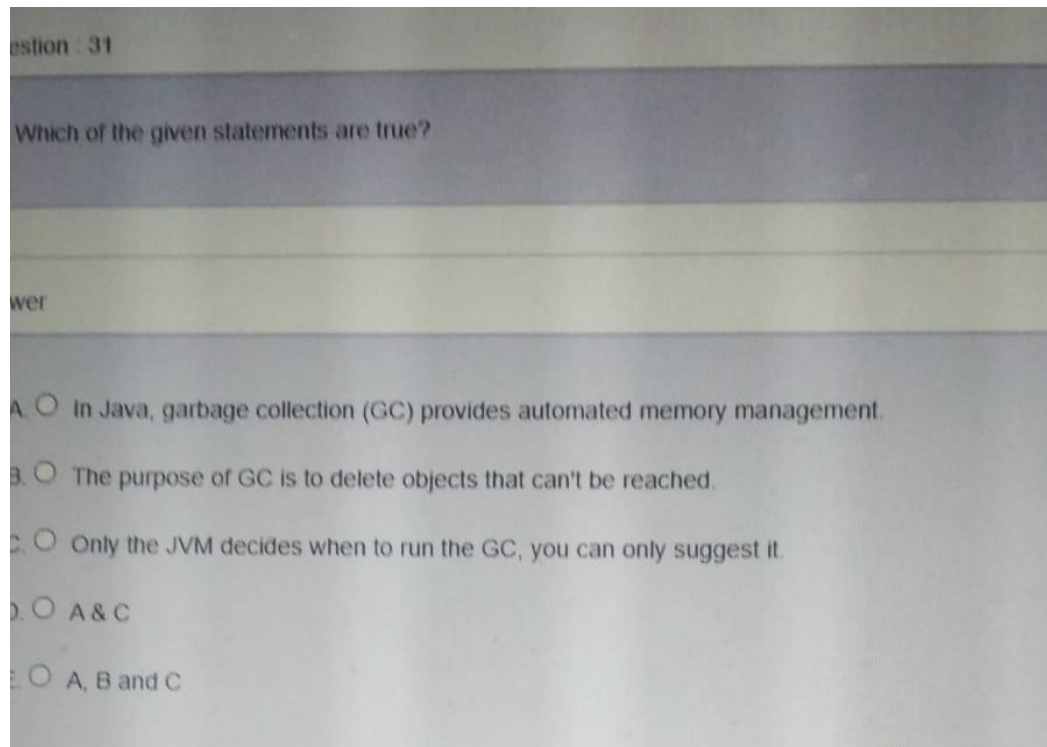 estion : 31
Which of the given statements are true?
wer
A. In Java, garbage collection (GC) provides automated memory management.
B. The purpose of GC is to delete objects that can't be reached.
C. Only the JVM decides when to run the GC, you can only suggest it.
D. A & C
E. A, B and C